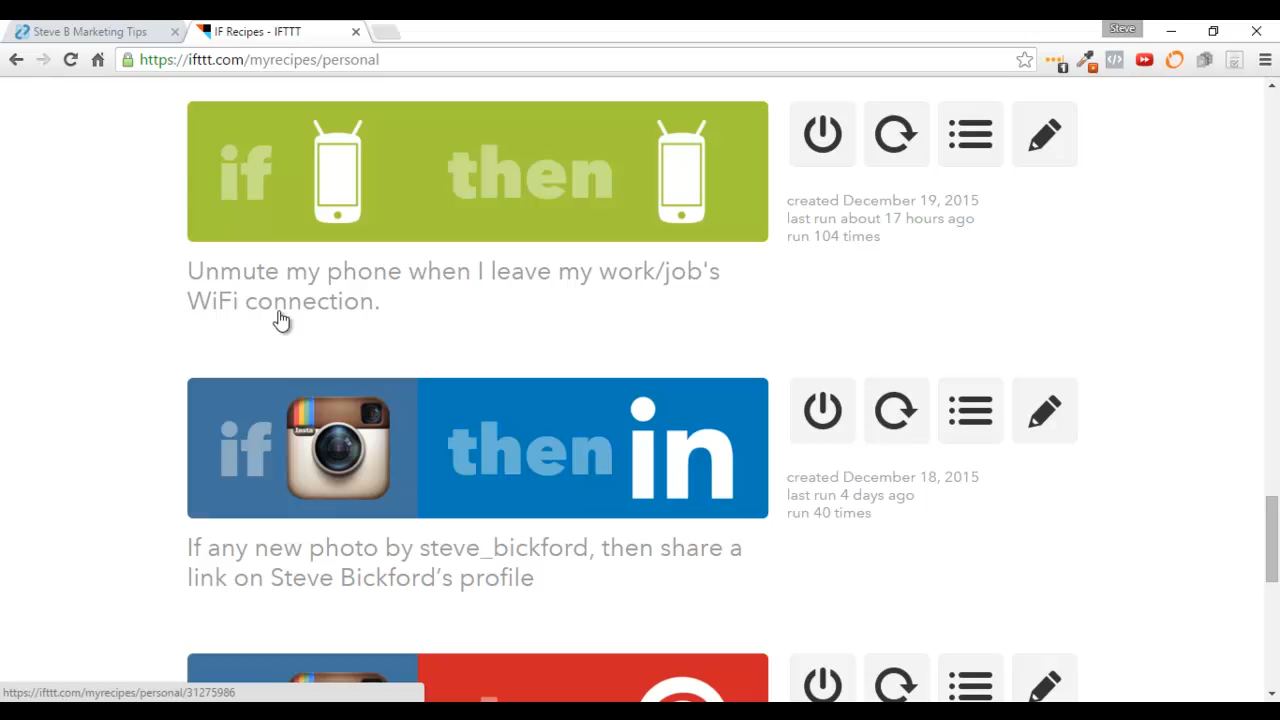 Steve B Marketing Tips
IF Recipes - IFTTT
Steve
https://ifttt.com/myrecipes/personal
if then
created December 19, 2015
last run about 17 hours ago
run 104 times
Unmute my phone when I leave my work/job's
WiFi connection.
if Insta then in
created December 18, 2015
last run 4 days ago
run 40 times
If any new photo by steve_bickford, then share a
link on Steve Bickford’s profile
https://ifttt.com/myrecipes/personal/31275986